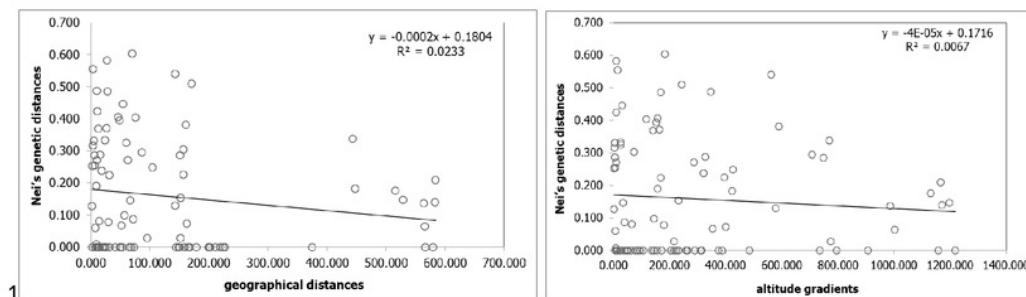 0.700
0.600
0.500
0.400
0.300
0.200
0.100
0.000
Nei's genetic distances
y = -0.0002x + 0.1804
R² = 0.0233
0.000 100.000 200.000 300.000 400.000 500.000 600.000 700.000
geographical distances
0.700
0.600
0.500
0.400
0.300
0.200
0.100
0.000
Nei's genetic distances
y = -4E-05x + 0.1716
R² = 0.0067
0.000 200.000 400.000 600.000 800.000 1000.000 1200.000 1400.000
altitude gradients
1